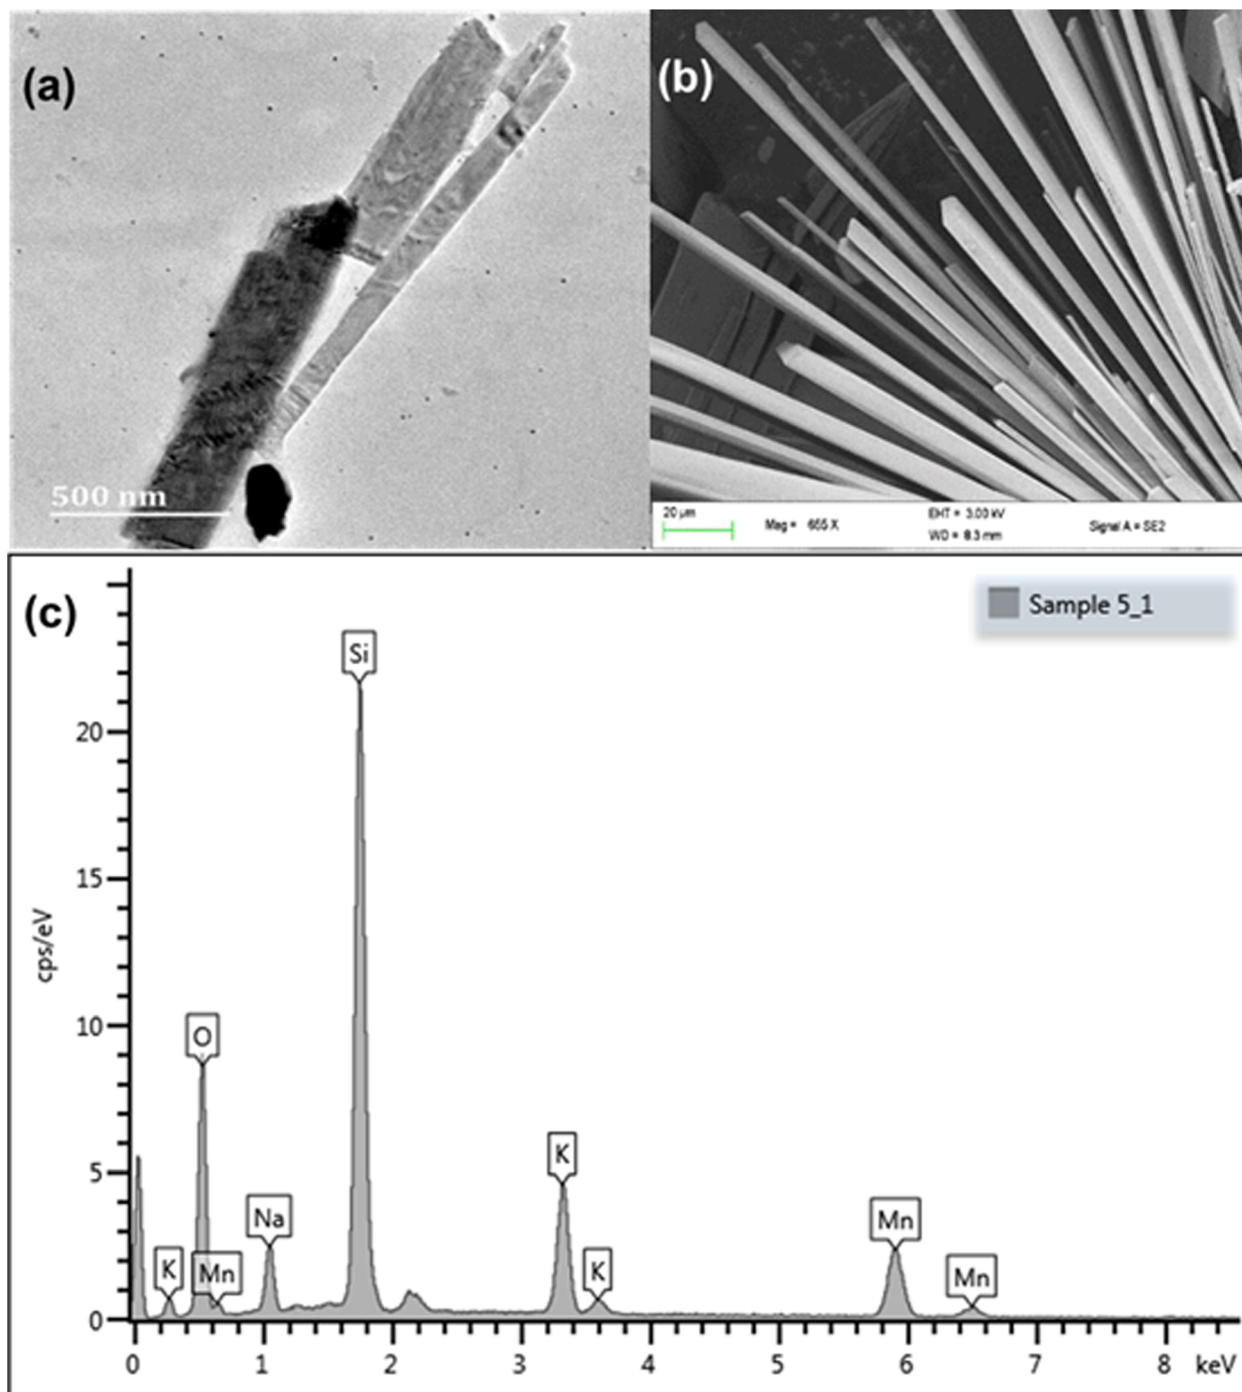 (a)
500 nm
(b)
20 µm
Mag = 655 X
EHT = 3.00 kV
WD = 8.3 mm
Signal A = SE2
(c)
Sample 5_1
Si
O
K
Mn
Na
K
K
Mn
Mn
cps/eV
20
15
10
5
0
0 1 2 3 4 5 6 7 8 keV